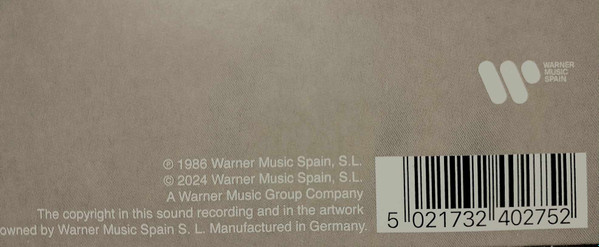 WARNER
MUSIC
SPAIN
℗ 1986 Warner Music Spain, S.L.
© 2024 Warner Music Spain, S.L.
A Warner Music Group Company
The copyright in this sound recording and in the artwork
owned by Warner Music Spain S. L. Manufactured in Germany.
5 021732 402752